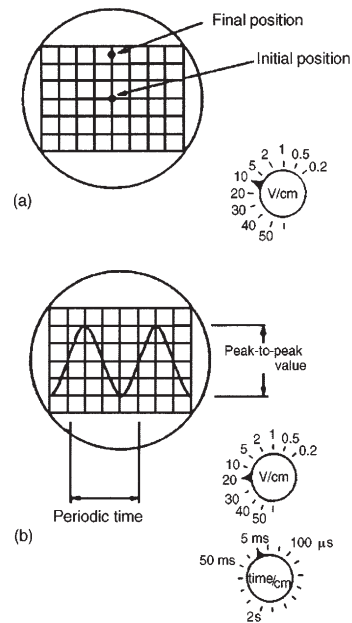 Final position
Initial position
(a)
50 40 30 20 10 5 2 1 0.5 0.2
V/cm
Peak-to-peak
value
Periodic time
(b)
50 40 30 20 10 5 2 1 0.5 0.2
V/cm
2s 50 ms 5 ms 100 μs
time/cm